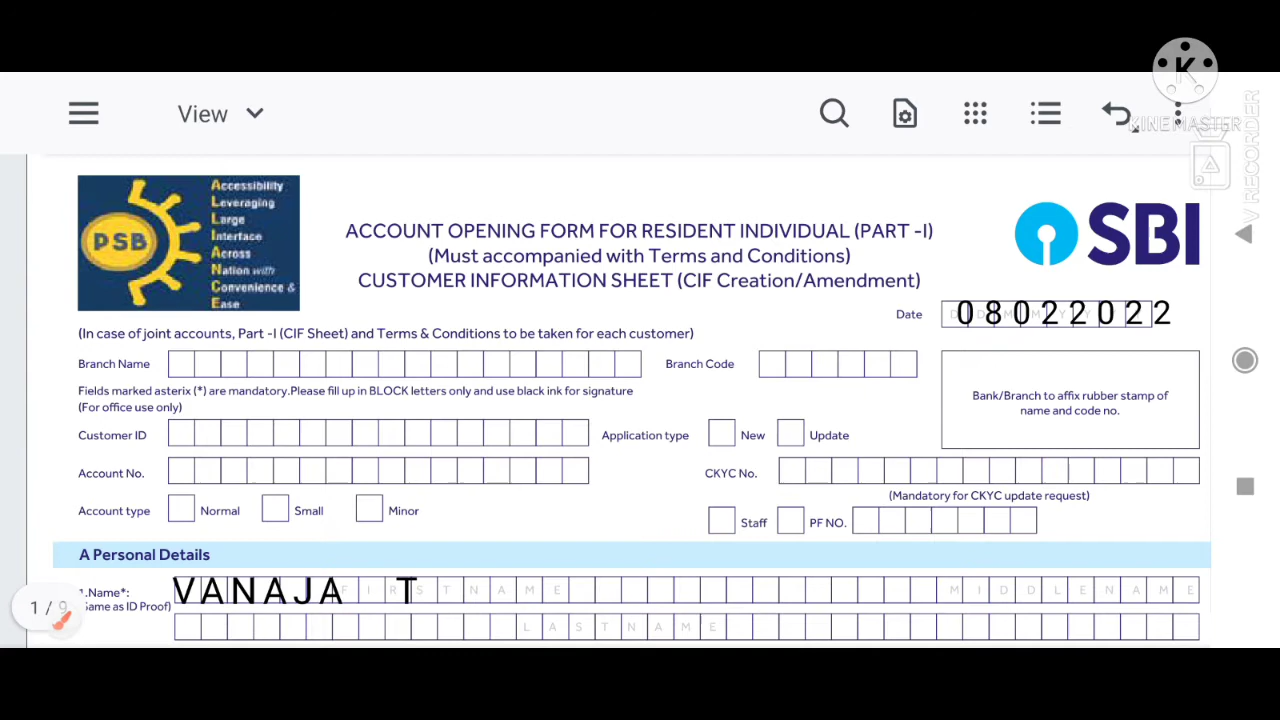 View
KINEMASTER
V RECORDER
PSB
Accessibility
Leveraging
Large
Interface
Across
Nation with
Convenience &
Ease
ACCOUNT OPENING FORM FOR RESIDENT INDIVIDUAL (PART -I)
(Must accompanied with Terms and Conditions)
CUSTOMER INFORMATION SHEET (CIF Creation/Amendment)
SBI
Date 08022022
(In case of joint accounts, Part -I (CIF Sheet) and Terms & Conditions to be taken for each customer)
Branch Name Branch Code
Fields marked asterix (*) are mandatory.Please fill up in BLOCK letters only and use black ink for signature
(For office use only)
Bank/Branch to affix rubber stamp of
name and code no.
Customer ID Application type New Update
Account No. CKYC No.
(Mandatory for CKYC update request)
Account type Normal Small Minor
Staff PF NO.
A Personal Details
1.Name*: VANAJA T FIRSTNAME MIDDLENAME
(Same as ID Proof)
LASTNAME
1 / 9